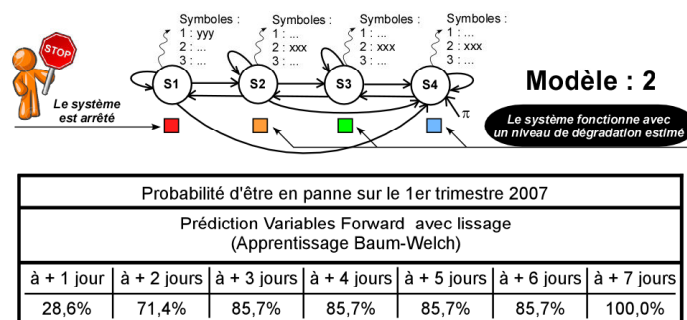 STOP
Symboles :
1 : yyy
2 : ...
3 : ...
Symboles :
1 : ...
2 : xxx
3 : ...
Symboles :
1 : ...
2 : xxx
3 : ...
Symboles :
1 : ...
2 : xxx
3 : ...
S1
S2
S3
S4
π
Modèle : 2
Le système
est arrêté
Le système fonctionne avec
un niveau de dégradation estimé
Probabilité d'être en panne sur le 1er trimestre 2007
Prédiction Variables Forward avec lissage
(Apprentissage Baum-Welch)
à + 1 jour à + 2 jours à + 3 jours à + 4 jours à + 5 jours à + 6 jours à + 7 jours
28,6% 71,4% 85,7% 85,7% 85,7% 85,7% 100,0%